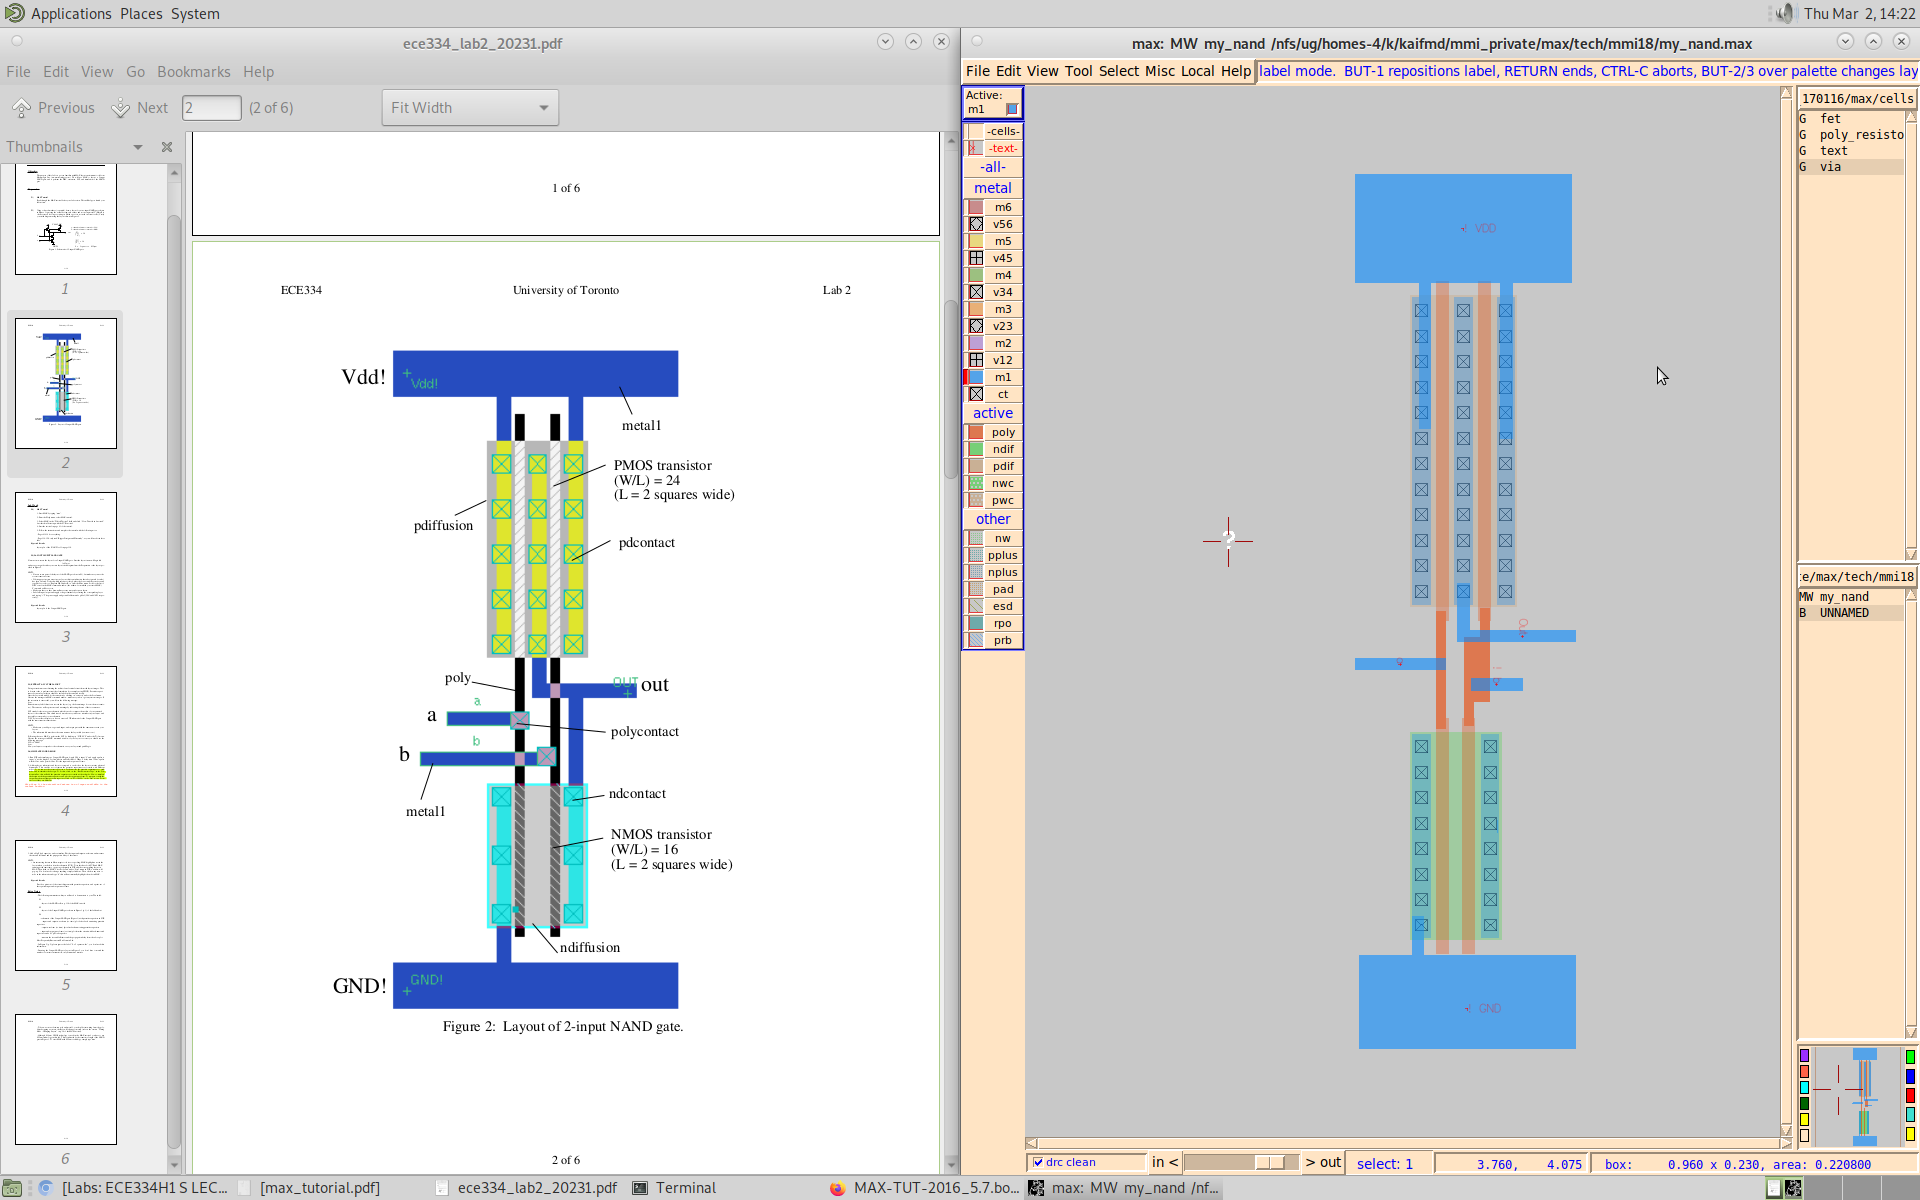 Applications Places System
Thu Mar 2, 14:22
ece334_lab2_20231.pdf
File Edit View Go Bookmarks Help
Previous Next 2 (2 of 6) Fit Width
Thumbnails
1
2
3
4
5
6
1 of 6
ECE334 University of Toronto Lab 2
Vdd!
Vdd!
metal1
PMOS transistor
(W/L) = 24
(L = 2 squares wide)
pdiffusion
pdcontact
poly
OUT out
a
a
polycontact
b
b
metal1
ndcontact
NMOS transistor
(W/L) = 16
(L = 2 squares wide)
ndiffusion
GND!
GND!
Figure 2: Layout of 2-input NAND gate.
2 of 6
max: MW my_nand /nfs/ug/homes-4/k/kaifmd/mmi_private/max/tech/mmi18/my_nand.max
File Edit View Tool Select Misc Local Help
label mode. BUT-1 repositions label, RETURN ends, CTRL-C aborts, BUT-2/3 over palette changes lay
Active:
m1
-cells-
-text-
-all-
metal
m6
v56
m5
v45
m4
v34
m3
v23
m2
v12
m1
ct
active
poly
ndif
pdif
nwc
pwc
other
nw
pplus
nplus
pad
esd
rpo
prb
VDD
?
GND
170116/max/cells
G fet
G poly_resisto
G text
G via
:e/max/tech/mmi18
MW my_nand
B UNNAMED
drc clean in < > out select: 1 3.760, 4.075 box: 0.960 x 0.230, area: 0.220800
[Labs: ECE334H1 S LEC... [max_tutorial.pdf] ece334_lab2_20231.pdf Terminal MAX-TUT-2016_5.7.bo... max: MW my_nand /nf...